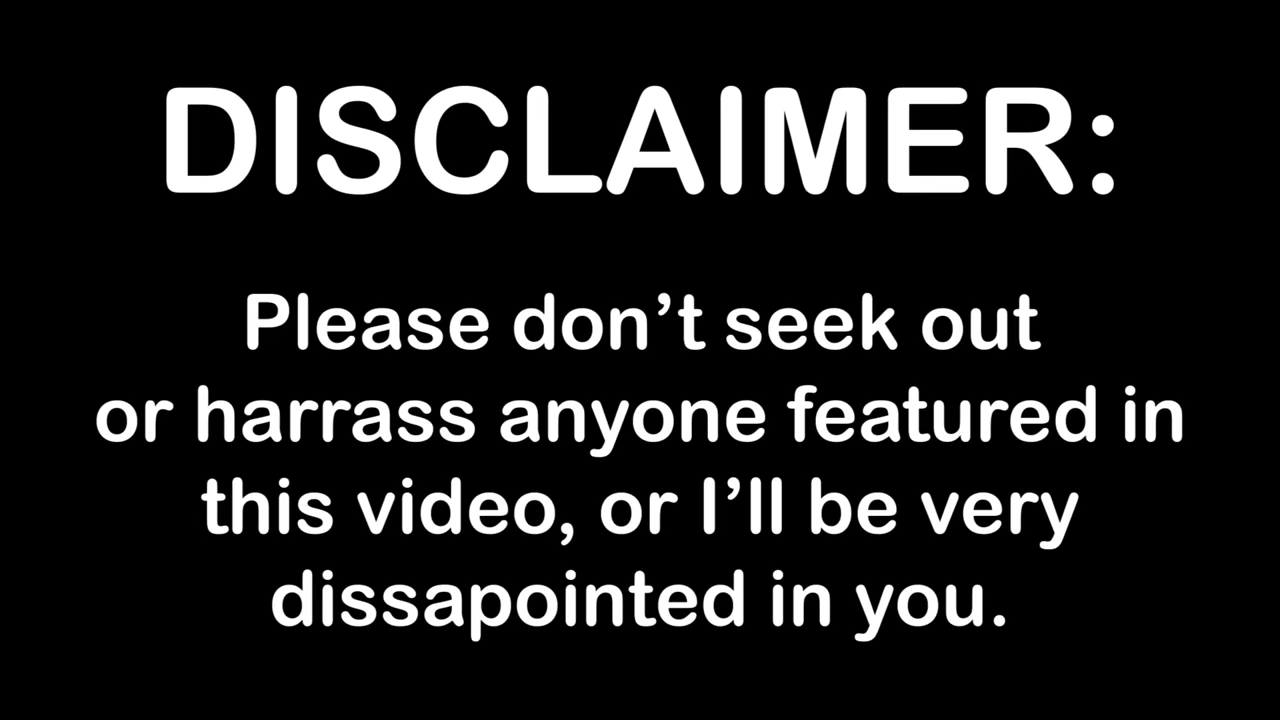 DISCLAIMER:
Please don’t seek out
or harrass anyone featured in
this video, or I’ll be very
dissapointed in you.